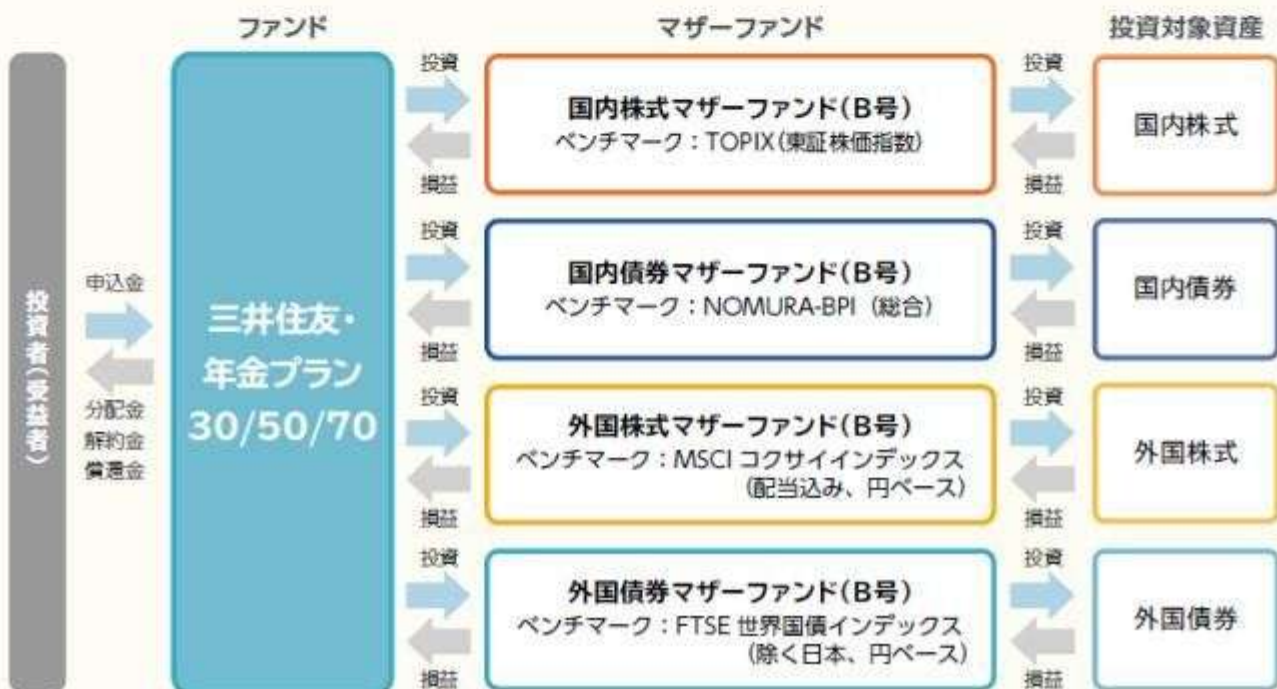 ファンド
マザーファンド
投資対象資産
投資者(受益者)
申込金
分配金
解約金
償還金
三井住友・
年金プラン
30/50/70
投資
損益
国内株式マザーファンド(B号)
ベンチマーク:TOPIX(東証株価指数)
投資
損益
国内株式
投資
損益
国内債券マザーファンド(B号)
ベンチマーク:NOMURA-BPI(総合)
投資
損益
国内債券
投資
損益
外国株式マザーファンド(B号)
ベンチマーク:MSCI コクサイインデックス
(配当込み、円ベース)
投資
損益
外国株式
投資
損益
外国債券マザーファンド(B号)
ベンチマーク:FTSE 世界国債インデックス
(除く日本、円ベース)
投資
損益
外国債券